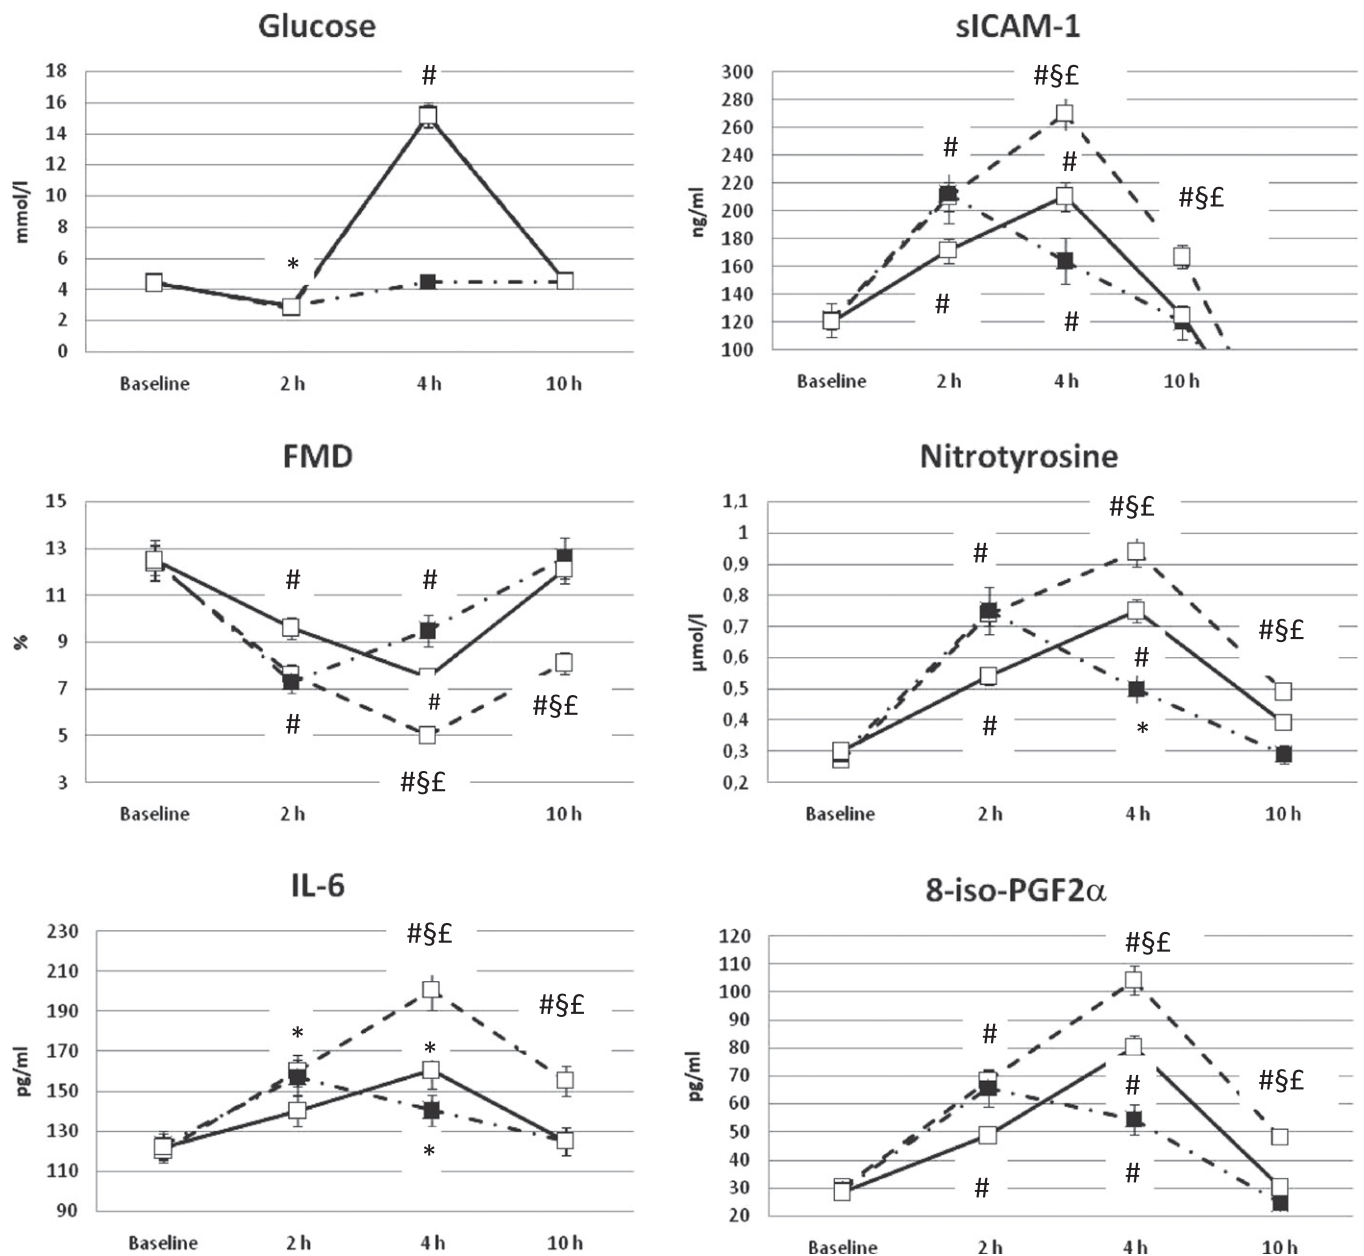 Glucose
18
#
16
14
12
10
mmol/l
8
6
*
4
2
0
Baseline
2 h
4 h
10 h
sICAM-1
300
#§£
280
260
#
240
#
220
#§£
200
ng/ml
180
160
140
#
#
120
100
Baseline
2 h
4 h
10 h
FMD
15
13
#
#
11
%
9
7
#
#§£
#
5
3
#§£
Baseline
2 h
4 h
10 h
Nitrotyrosine
1,1
#§£
1
#
0,9
0,8
0,7
#§£
µmol/l
0,6
#
0,5
0,4
#
*
0,3
0,2
Baseline
2 h
4 h
10 h
IL-6
230
#§£
210
190
#§£
*
170
*
pg/ml
150
130
*
110
90
Baseline
2 h
4 h
10 h
8-iso-PGF2α
120
#§£
110
100
90
#
80
pg/ml
70
#§£
60
#
50
40
#
#
30
20
Baseline
2 h
4 h
10 h